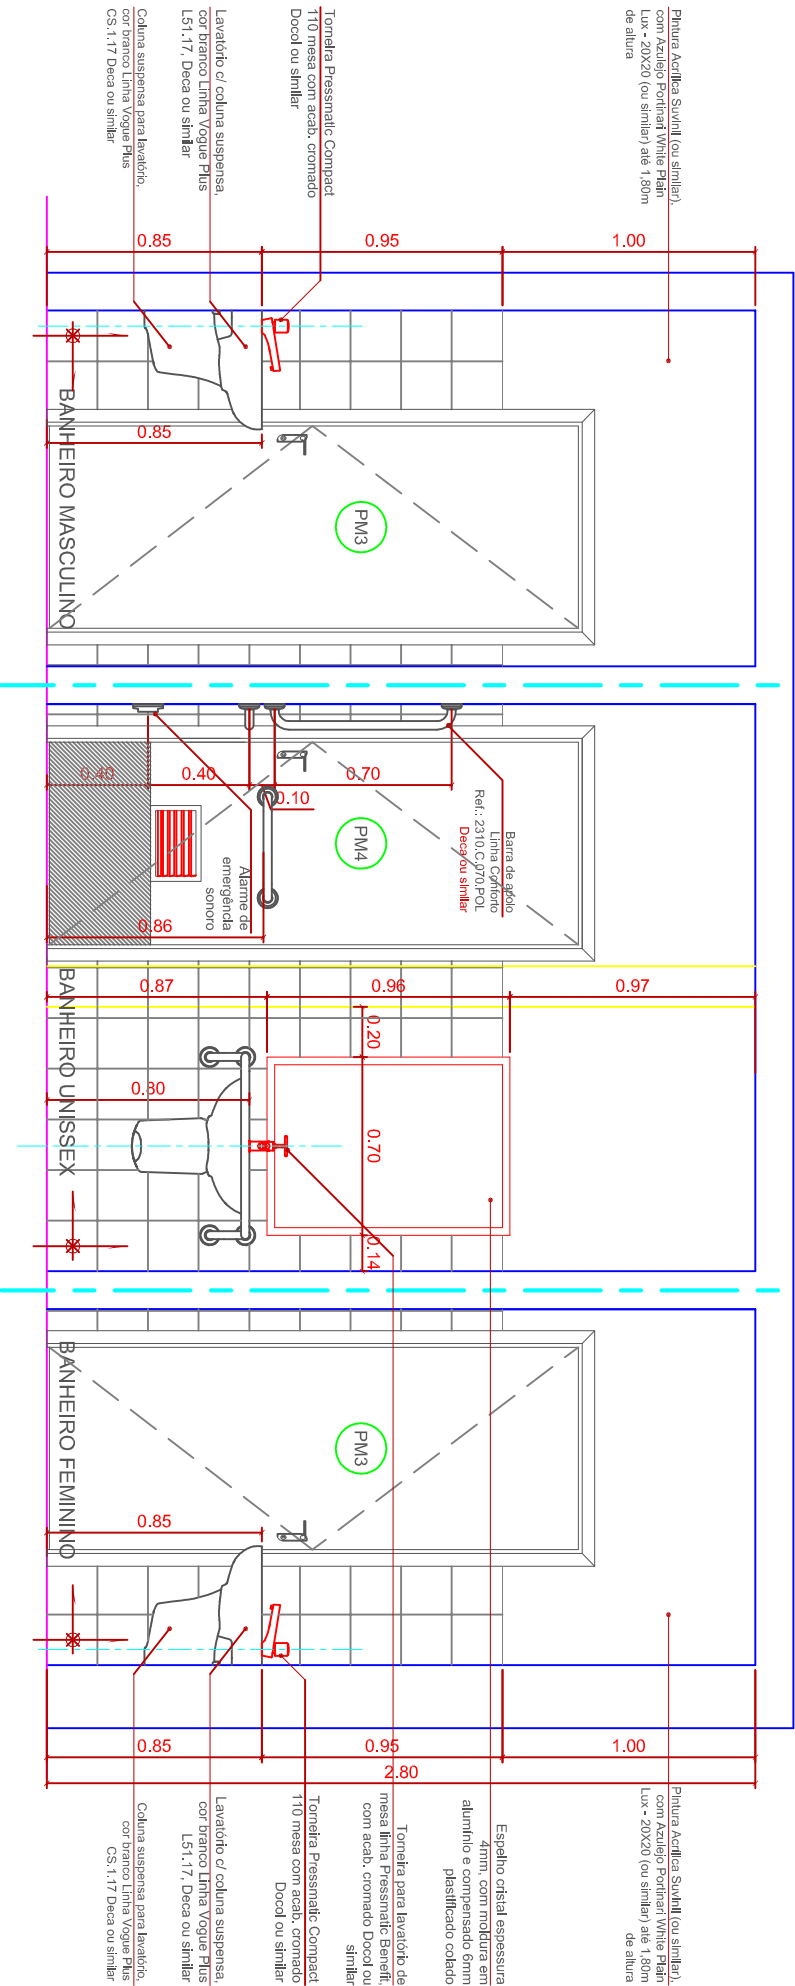 Pintura Acrílica Suvinil (ou similar),
com Azulejo Portinari White Plain
Lux - 20X20 (ou similar) até 1,80m
de altura
Torneira Pressmatic Compact
110 mesa com acab. cromado
Docol ou similar
Lavatório c/ coluna suspensa,
cor branco Linha Vogue Plus
L51.17, Deca ou similar
Coluna suspensa para lavatório,
cor branco Linha Vogue Plus
CS.1.17 Deca ou similar
1.00
0.95
0.85
0.85
PM3
BANHEIRO MASCULINO
Barra de apoio
Linha Conforto
Ref.: 2310.C.070.POL
Deca ou similar
0.70
0.10
0.40
0.40
PM4
Alarme de
emergência
sonoro
0.86
0.97
0.96
0.87
0.20
0.70
0.14
0.80
BANHEIRO UNISSEX
PM3
0.85
BANHEIRO FEMININO
1.00
0.95
0.85
2.80
Pintura Acrílica Suvinil (ou similar),
com Azulejo Portinari White Plain
Lux - 20X20 (ou similar) até 1,80m
de altura
Espelho cristal espessura
4mm, com moldura em
alumínio e compensado 6mm
plastificado colado
Torneira para lavatório de
mesa linha Pressmatic Benefit,
com acab. cromado Docol ou
similar
Torneira Pressmatic Compact
110 mesa com acab. cromado
Docol ou similar
Lavatório c/ coluna suspensa,
cor branco Linha Vogue Plus
L51.17, Deca ou similar
Coluna suspensa para lavatório,
cor branco Linha Vogue Plus
CS.1.17 Deca ou similar